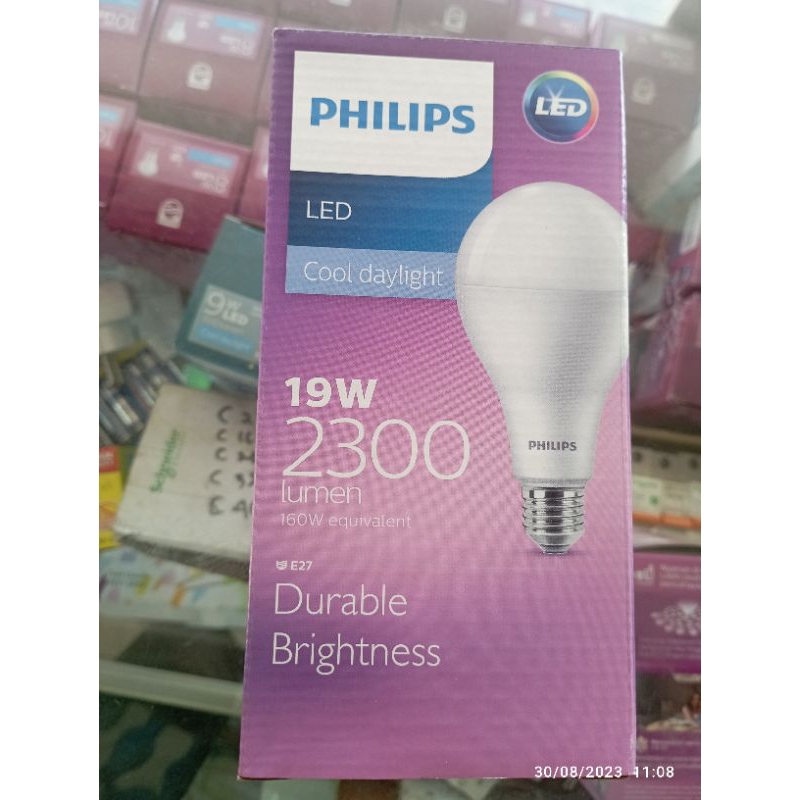 PHILIPS
LED
LED
Cool daylight
19W
2300
lumen
160W equivalent
E27
Durable
Brightness
PHILIPS
9W
LED
Schneider
30/08/2023 11:08